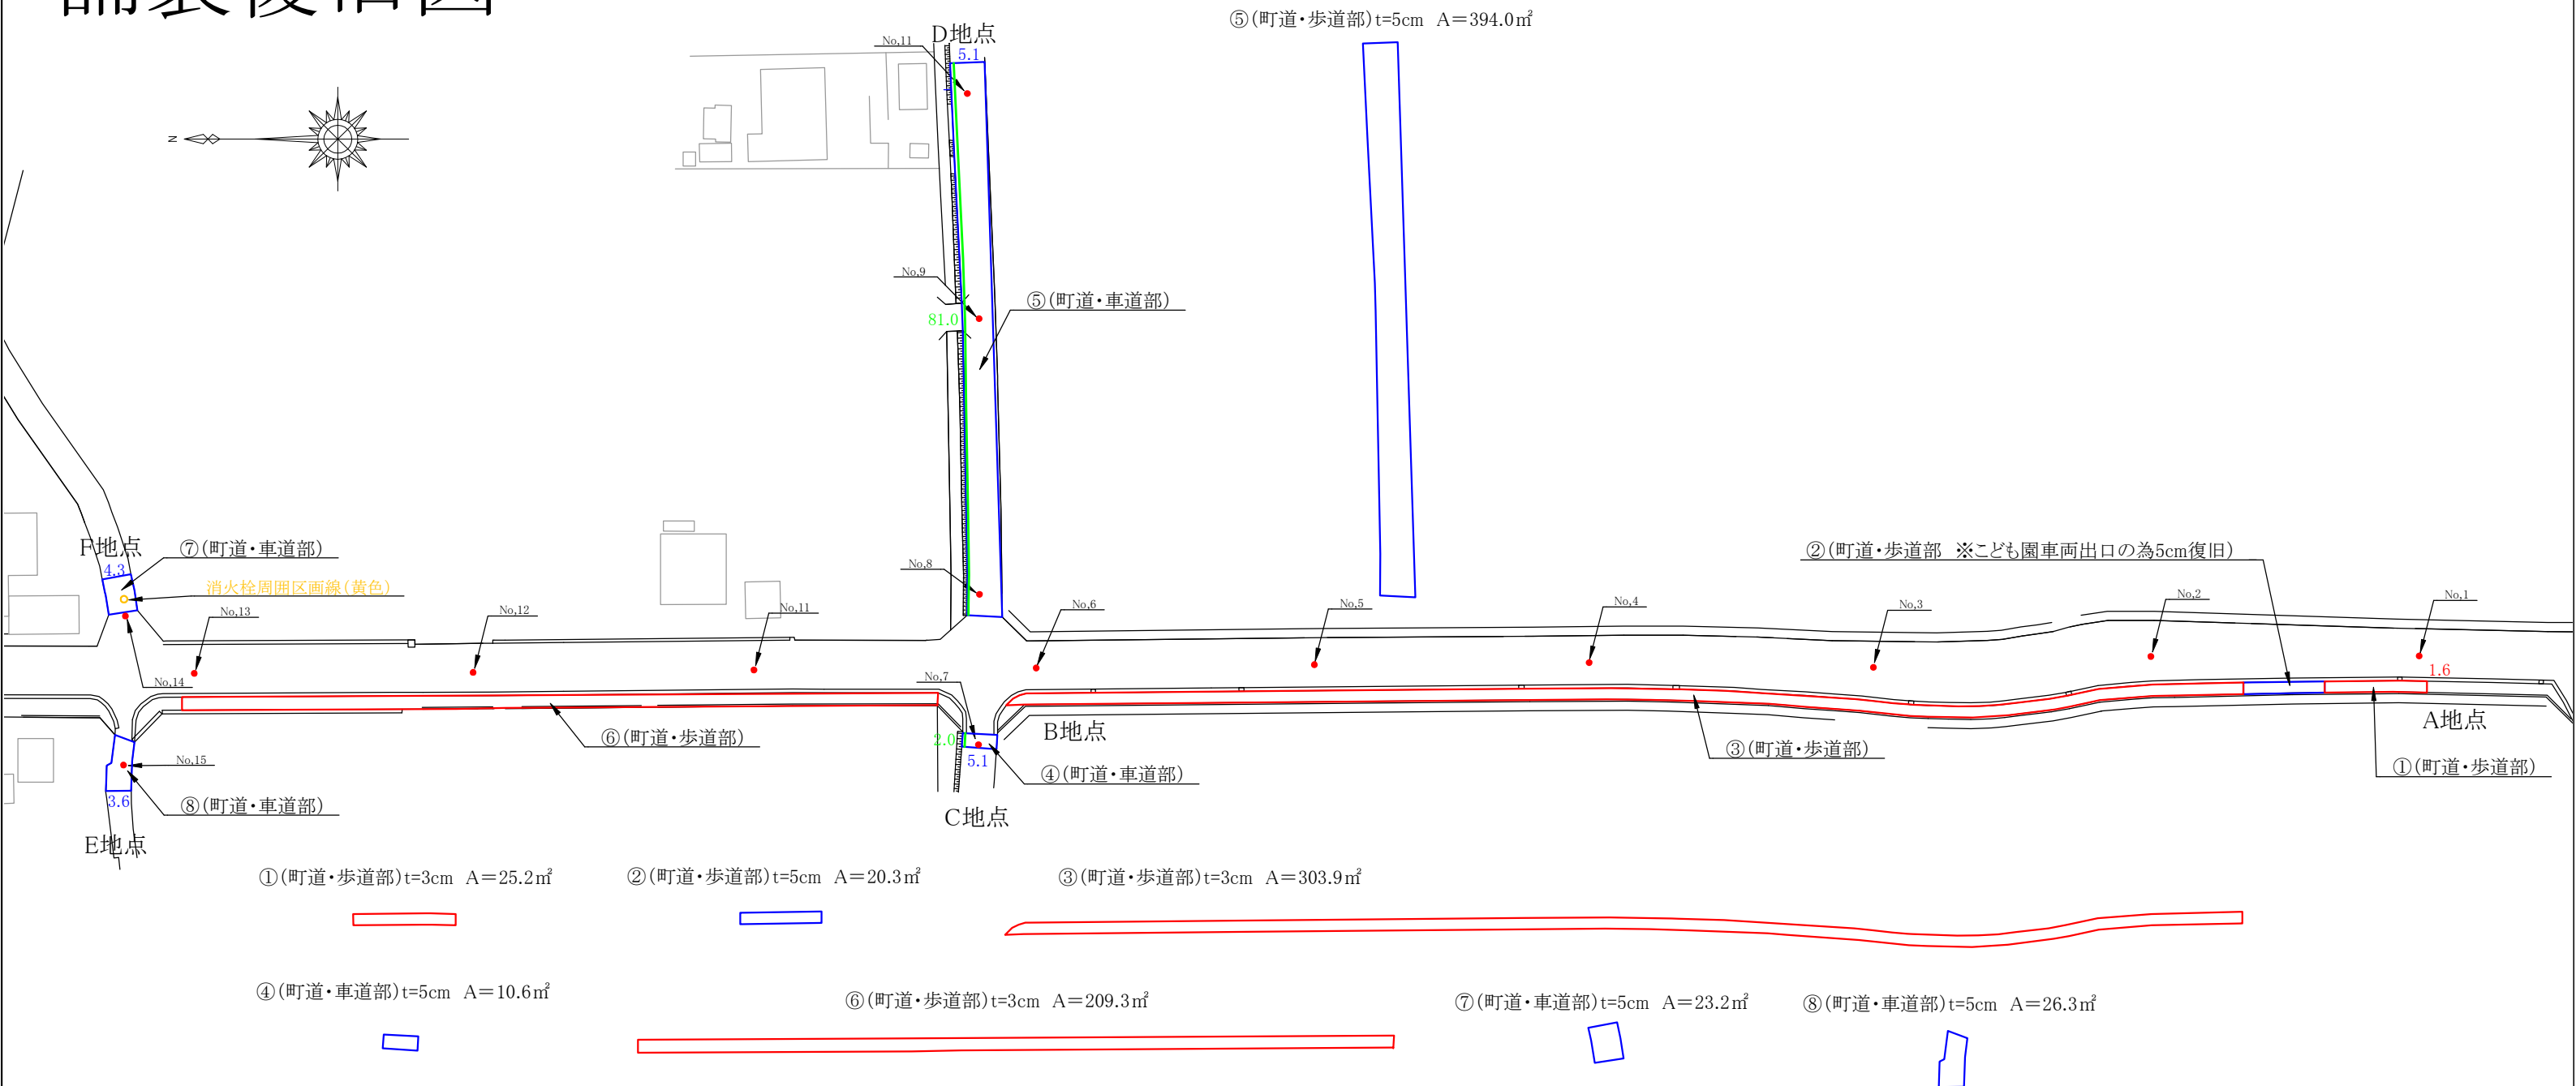 舗装復旧図
⑤(町道・歩道部)t=5cm A=394.0㎡
D地点
No,11
5.1
N
No,9
⑤(町道・車道部)
81.0
F地点
⑦(町道・車道部)
4.3
消火栓周囲区画線(黄色)
②(町道・歩道部 ※こども園車両出口の為5cm復旧)
No,8
No,13
No,12
No,11
No,6
No,5
No,4
No,3
No,2
No,1
No,14
No,7
1.6
⑥(町道・歩道部)
2.0
B地点
A地点
③(町道・歩道部)
No,15
5.1
④(町道・車道部)
①(町道・歩道部)
3.6
⑧(町道・車道部)
C地点
E地点
①(町道・歩道部)t=3cm A=25.2㎡
②(町道・歩道部)t=5cm A=20.3㎡
③(町道・歩道部)t=3cm A=303.9㎡
④(町道・車道部)t=5cm A=10.6㎡
⑥(町道・歩道部)t=3cm A=209.3㎡
⑦(町道・車道部)t=5cm A=23.2㎡
⑧(町道・車道部)t=5cm A=26.3㎡